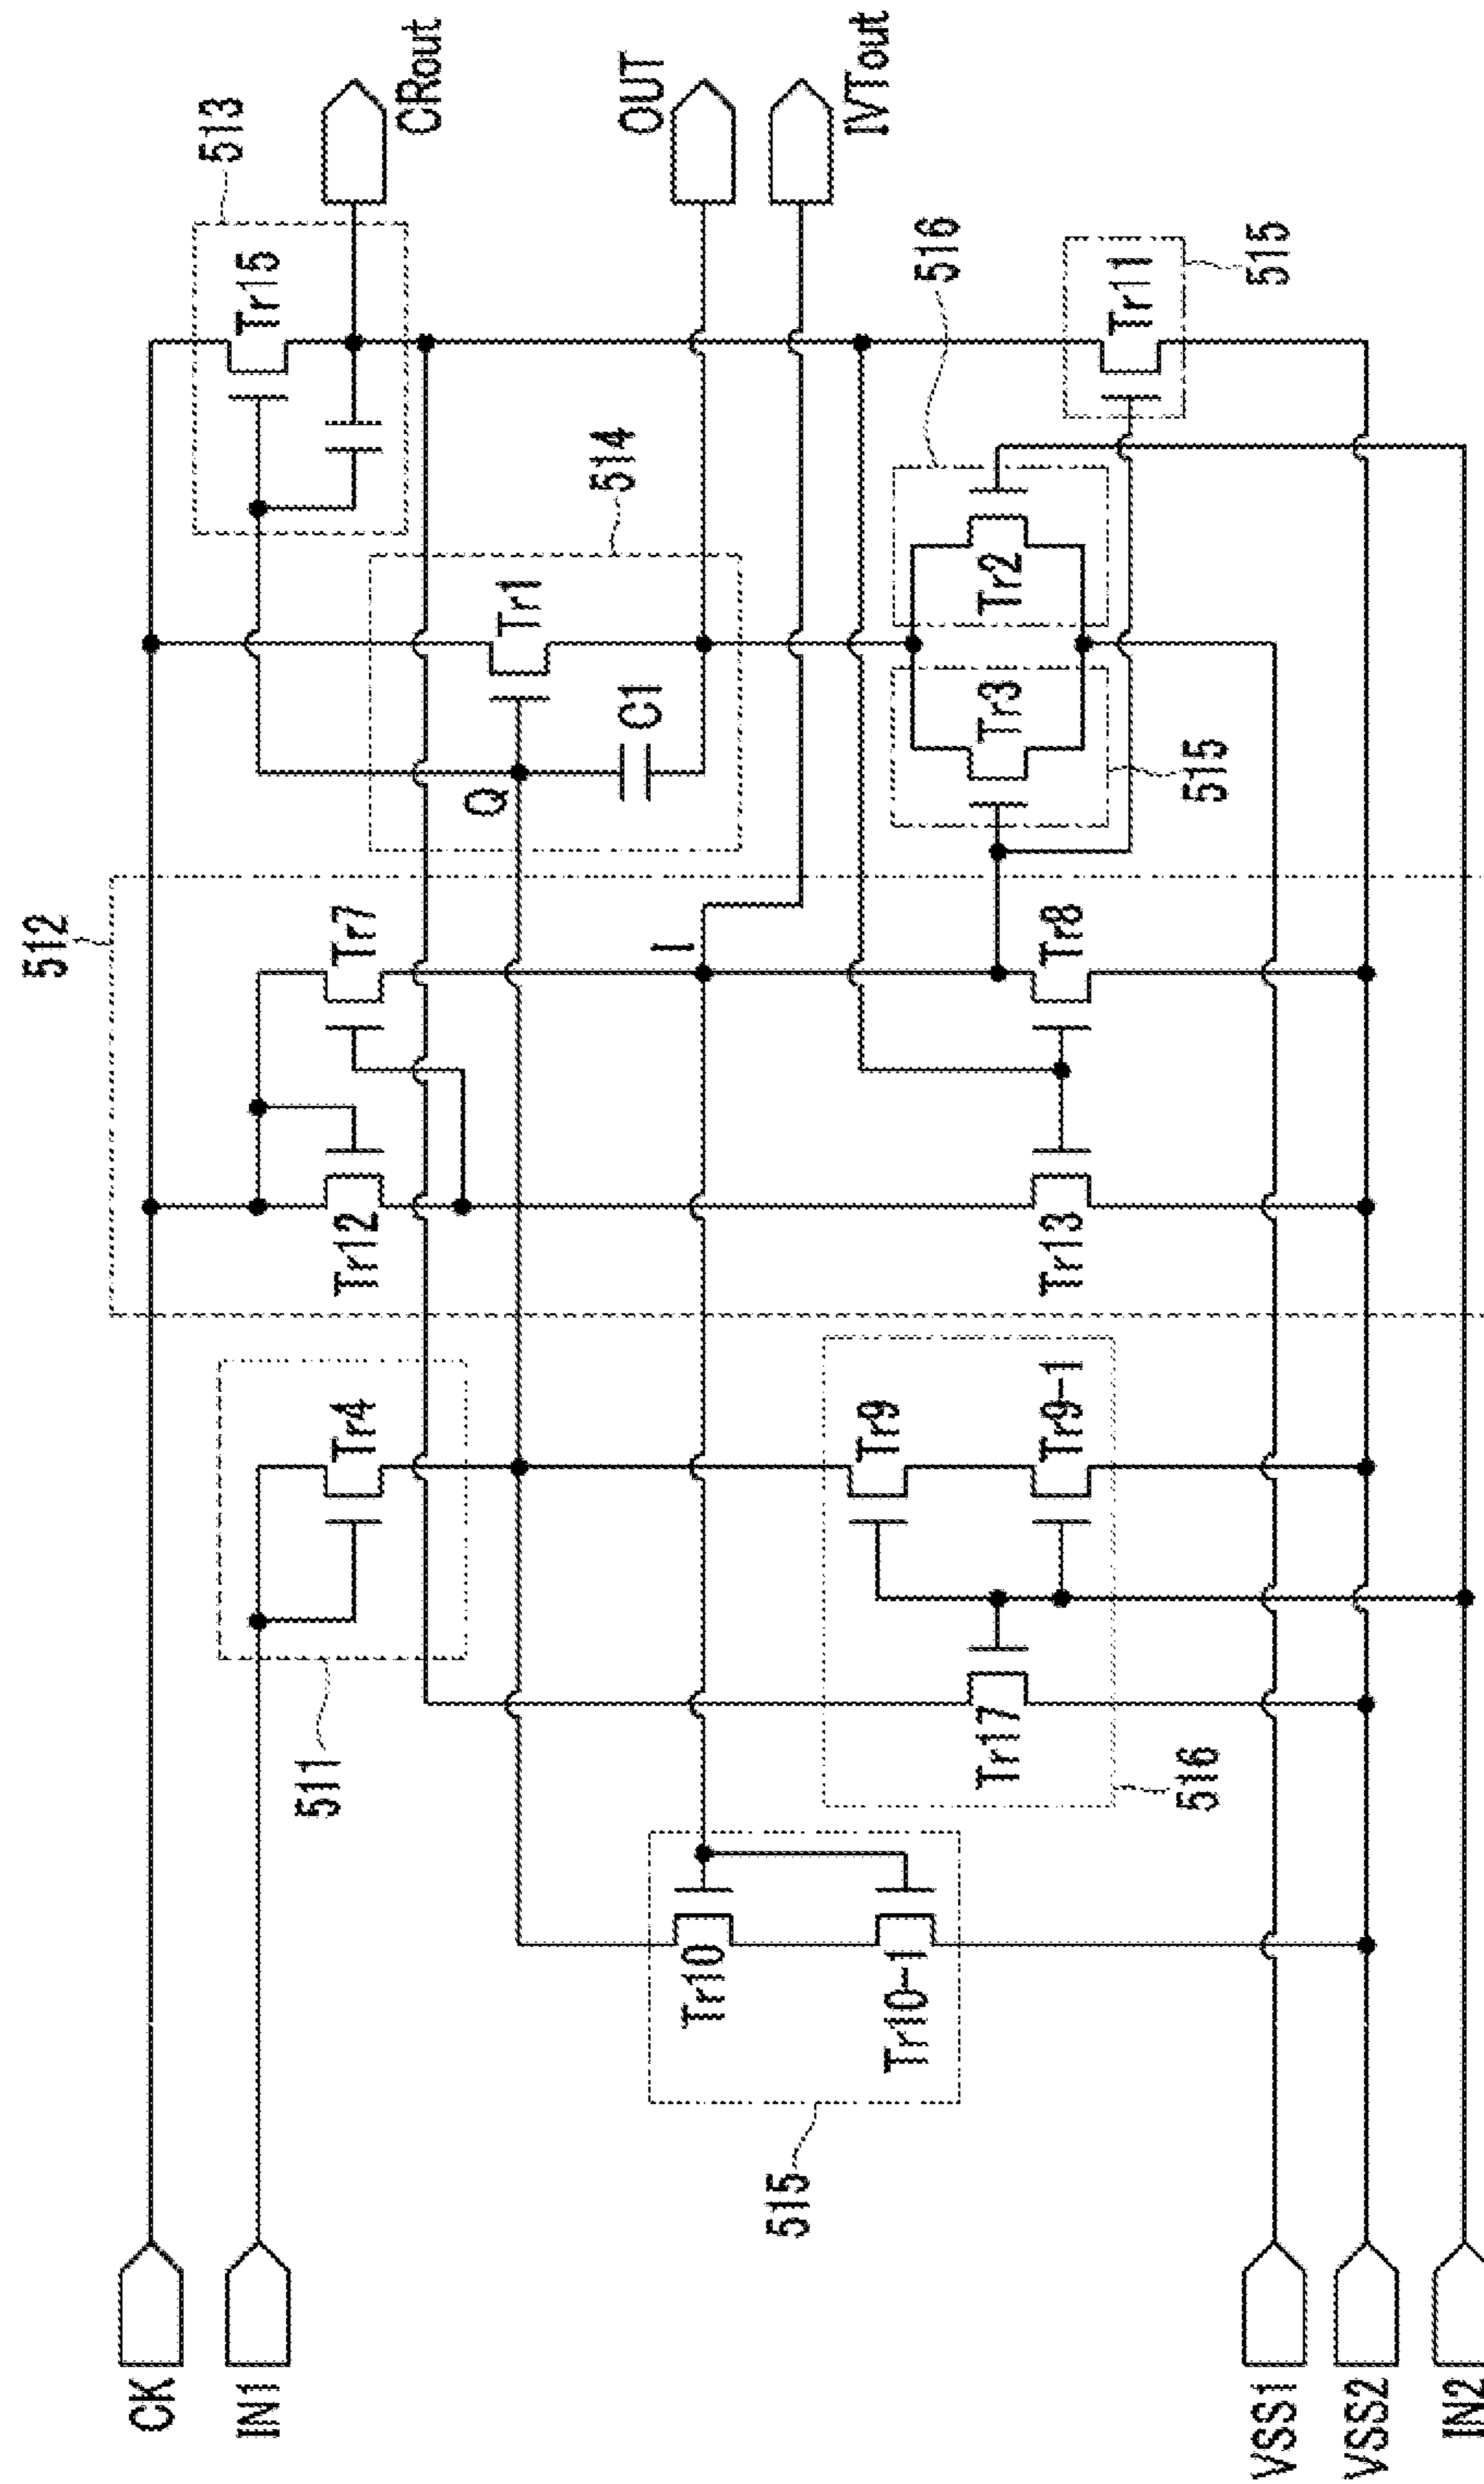 CK
IN1
VSS1
VSS2
IN2
515
Tr10
Tr10-1
511
Tr4
Tr17
516
Tr9
Tr9-1
512
Tr12
Tr7
Tr13
Tr8
I
Q
C1
Tr1
514
Tr3
515
Tr2
516
513
Tr15
Tr11
515
CRout
OUT
IVTout